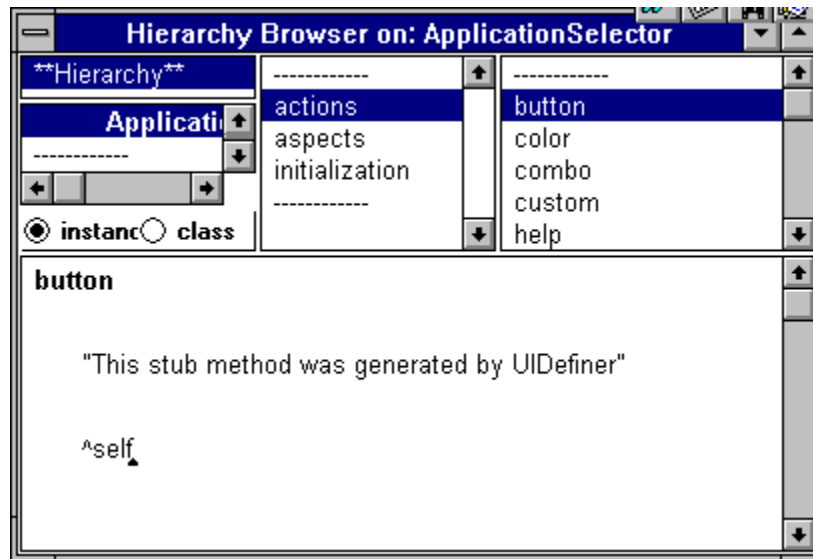 Hierarchy Browser on: ApplicationSelector
**Hierarchy**
Applicati
------------
instanc class
------------
actions
aspects
initialization
------------
------------
button
color
combo
custom
help
button
"This stub method was generated by UIDefiner"
^self